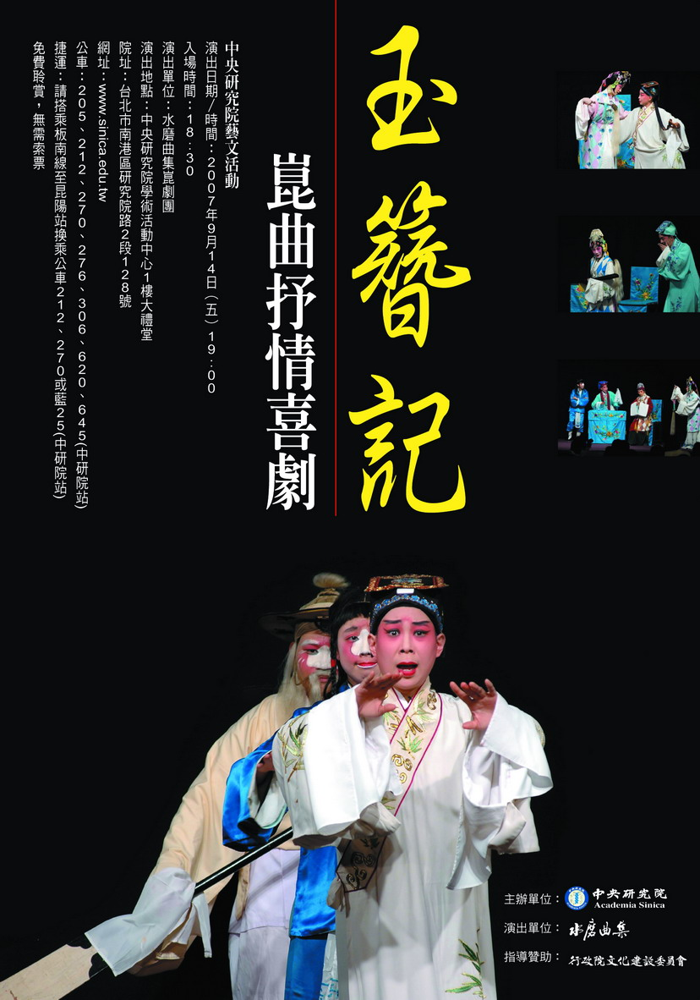 玉簪記
崑曲抒情喜劇
中央研究院藝文活動
演出日期/時間：2007年9月14日(五) 19:00
入場時間：18:30
演出單位：水磨曲集崑劇團
演出地點：中央研究院學術活動中心1樓大禮堂
院址：台北市南港區研究院路2段128號
網址：www.sinica.edu.tw
公車：205、212、270、276、306、620、645(中研院站)
捷運：請搭乘板南線至昆陽站換乘公車212、270或藍25(中研院站)
免費聆賞，無需索票
主辦單位：中央研究院
Academia Sinica
演出單位：水磨曲集
指導贊助：行政院文化建設委員會